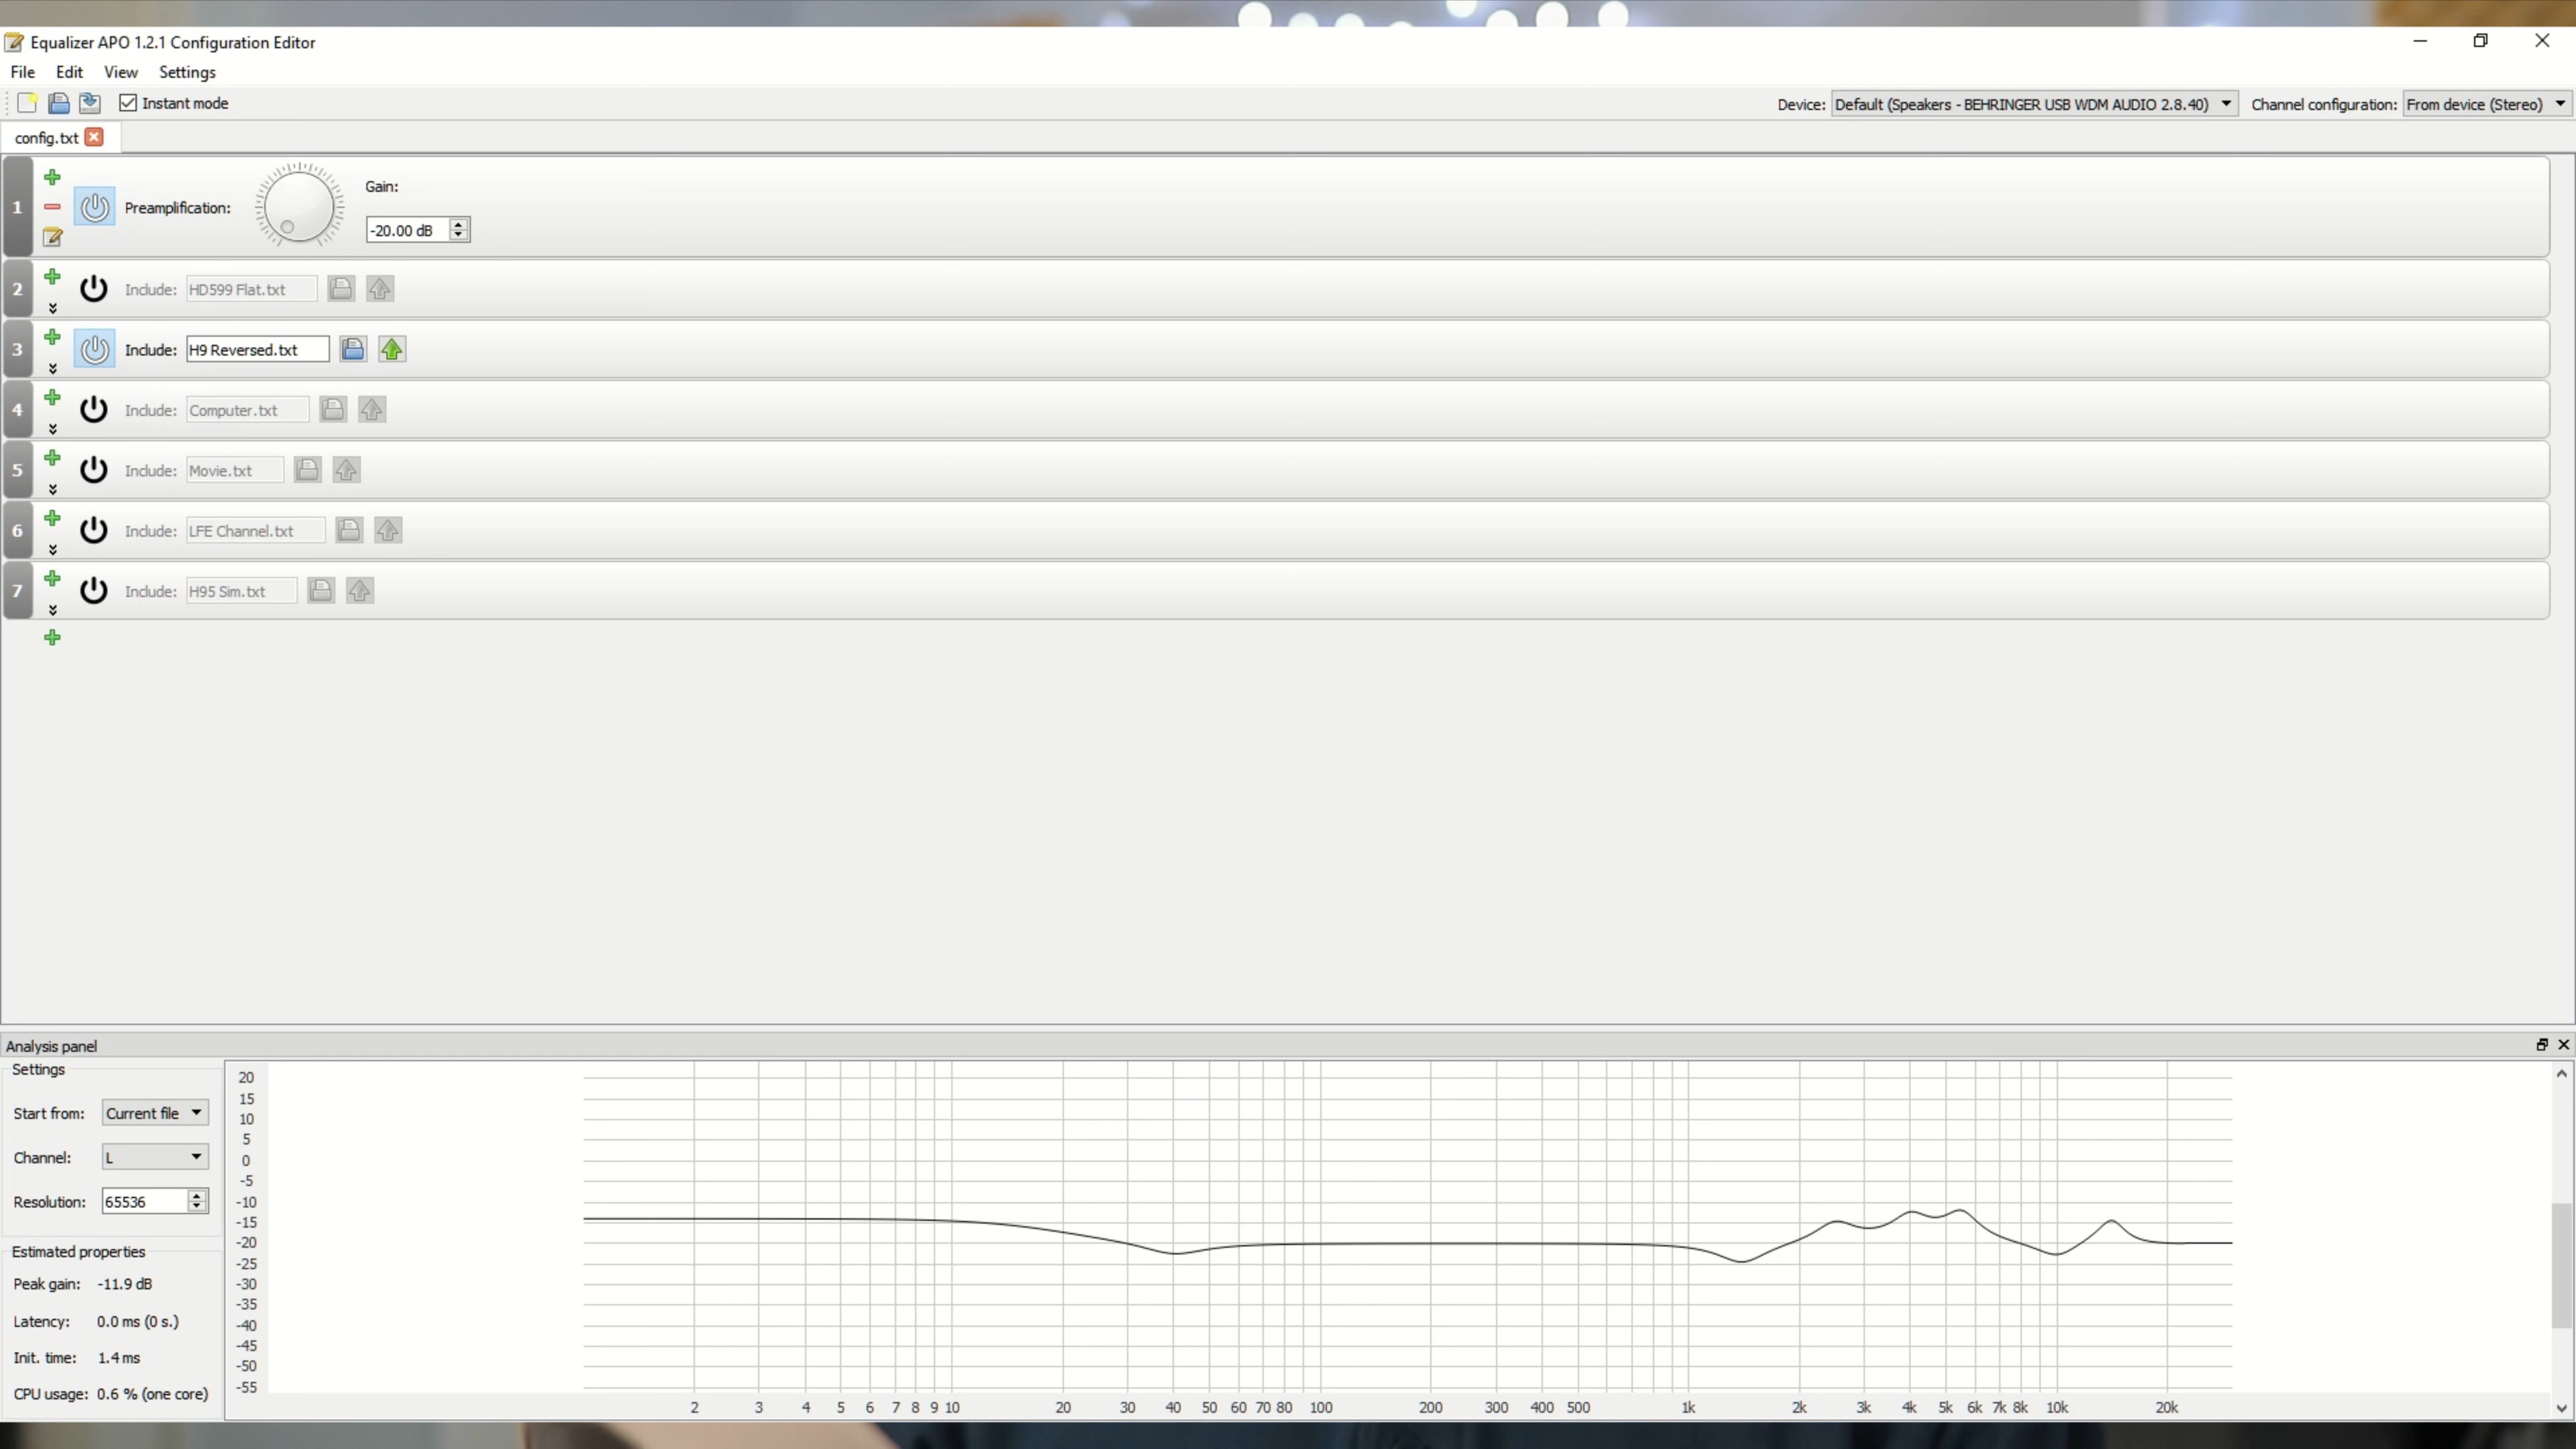 Equalizer APO 1.2.1 Configuration Editor
File Edit View Settings
Instant mode
Device: Default (Speakers - BEHRINGER USB WDM AUDIO 2.8.40) Channel configuration: From device (Stereo)
config.txt
1 Preamplification: Gain:
-20.00 dB
2 Include: HD599 Flat.txt
3 Include: H9 Reversed.txt
4 Include: Computer.txt
5 Include: Movie.txt
6 Include: LFE Channel.txt
7 Include: H95 Sim.txt
Analysis panel
Settings
Start from: Current file
Channel: L
Resolution: 65536
Estimated properties
Peak gain: -11.9 dB
Latency: 0.0 ms (0 s.)
Init. time: 1.4 ms
CPU usage: 0.6 % (one core)
20
15
10
5
0
-5
-10
-15
-20
-25
-30
-35
-40
-45
-50
-55
2 3 4 5 6 7 8 9 10 20 30 40 50 60 70 80 100 200 300 400 500 1k 2k 3k 4k 5k 6k 7k 8k 10k 20k